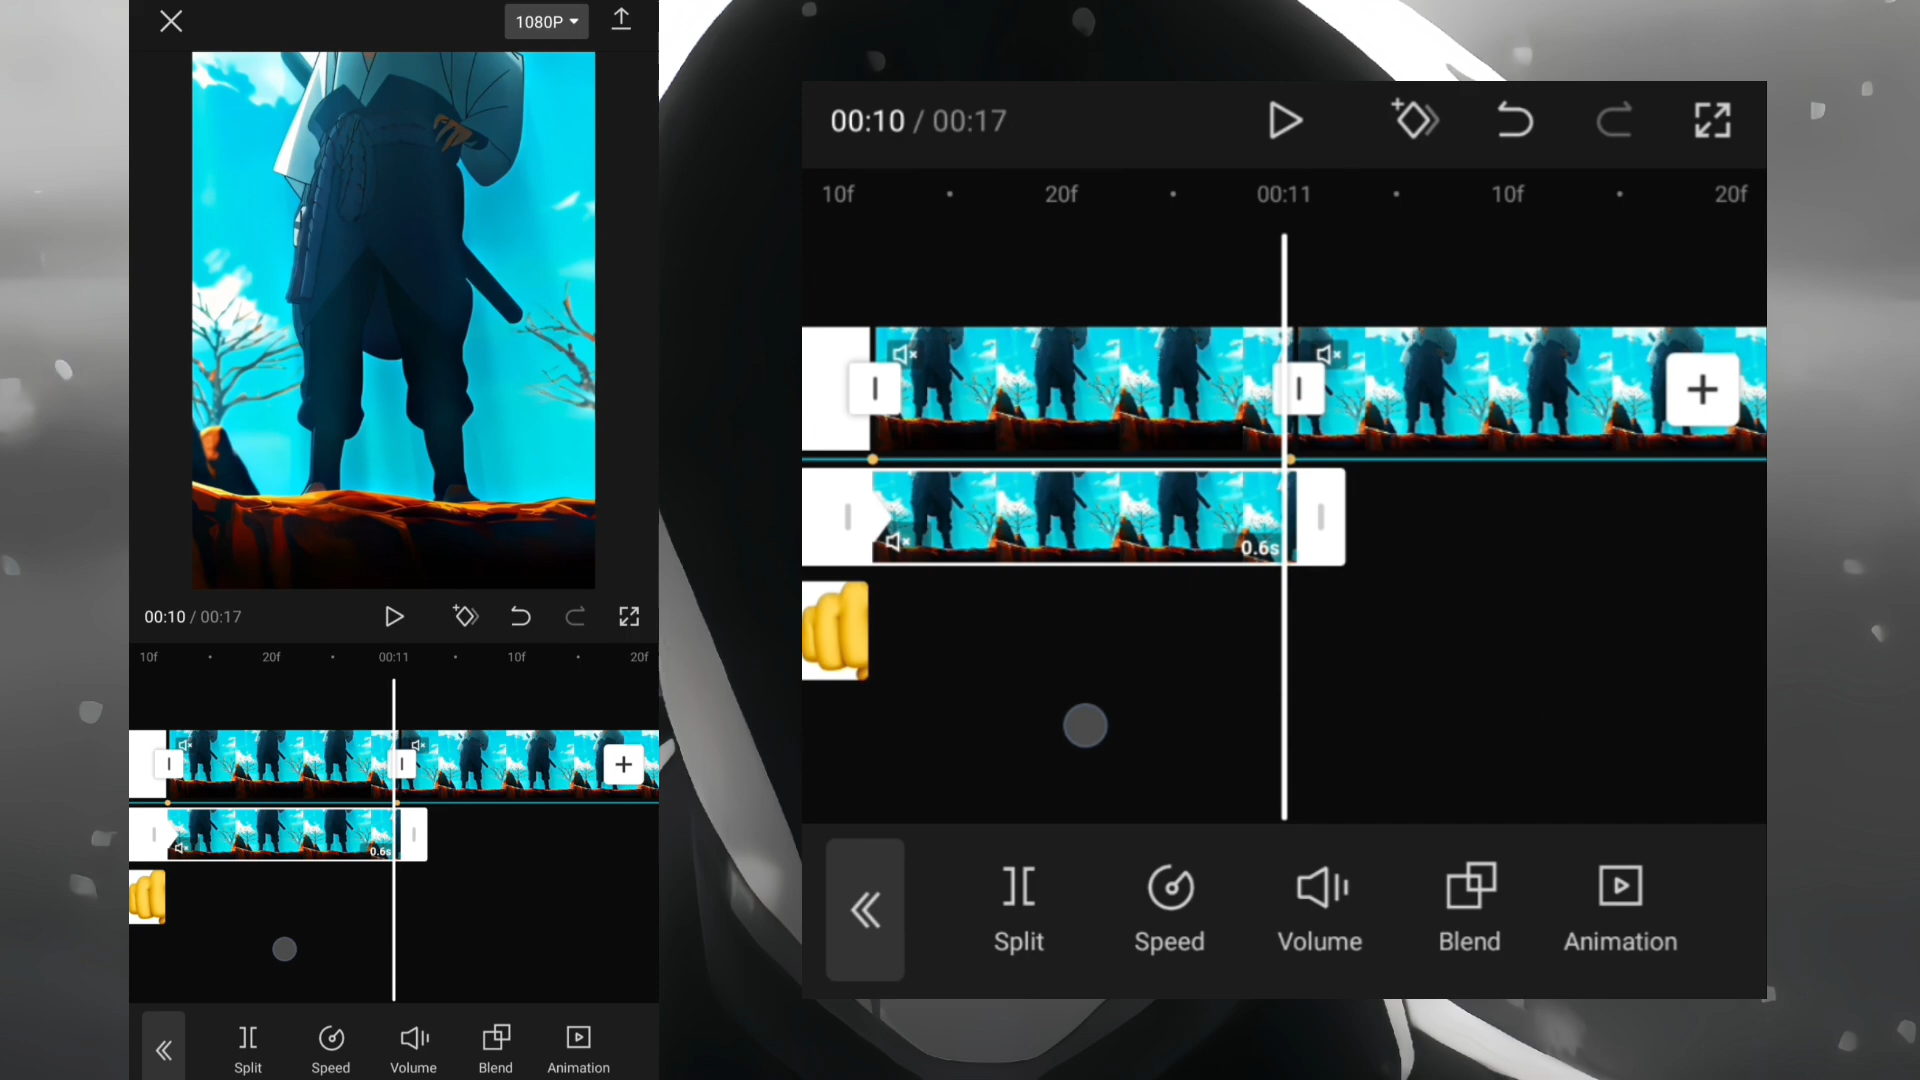 1080P
00:10 / 00:17
10f 20f 00:11 10f 20f
0.6s
Split Speed Volume Blend Animation
00:10 / 00:17
10f 20f 00:11 10f 20f
0.6s
Split Speed Volume Blend Animation